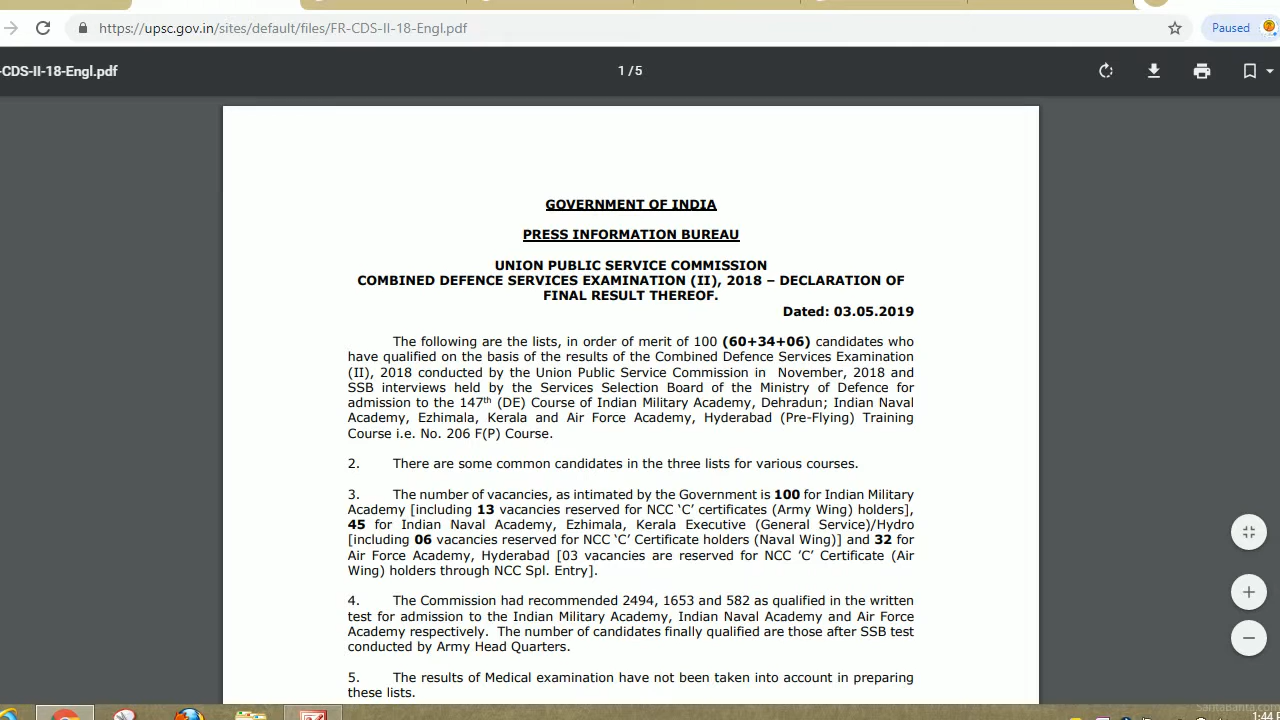 https://upsc.gov.in/sites/default/files/FR-CDS-II-18-Engl.pdf
Paused
-CDS-II-18-Engl.pdf
1 / 5
GOVERNMENT OF INDIA
PRESS INFORMATION BUREAU
UNION PUBLIC SERVICE COMMISSION
COMBINED DEFENCE SERVICES EXAMINATION (II), 2018 – DECLARATION OF
FINAL RESULT THEREOF.
Dated: 03.05.2019
The following are the lists, in order of merit of 100 (60+34+06) candidates who
have qualified on the basis of the results of the Combined Defence Services Examination
(II), 2018 conducted by the Union Public Service Commission in November, 2018 and
SSB interviews held by the Services Selection Board of the Ministry of Defence for
admission to the 147th (DE) Course of Indian Military Academy, Dehradun; Indian Naval
Academy, Ezhimala, Kerala and Air Force Academy, Hyderabad (Pre-Flying) Training
Course i.e. No. 206 F(P) Course.
2. There are some common candidates in the three lists for various courses.
3. The number of vacancies, as intimated by the Government is 100 for Indian Military
Academy [including 13 vacancies reserved for NCC ‘C’ certificates (Army Wing) holders],
45 for Indian Naval Academy, Ezhimala, Kerala Executive (General Service)/Hydro
[including 06 vacancies reserved for NCC ‘C’ Certificate holders (Naval Wing)] and 32 for
Air Force Academy, Hyderabad [03 vacancies are reserved for NCC ‘C’ Certificate (Air
Wing) holders through NCC Spl. Entry].
4. The Commission had recommended 2494, 1653 and 582 as qualified in the written
test for admission to the Indian Military Academy, Indian Naval Academy and Air Force
Academy respectively. The number of candidates finally qualified are those after SSB test
conducted by Army Head Quarters.
5. The results of Medical examination have not been taken into account in preparing
these lists.
SantaBanta.com
1:44